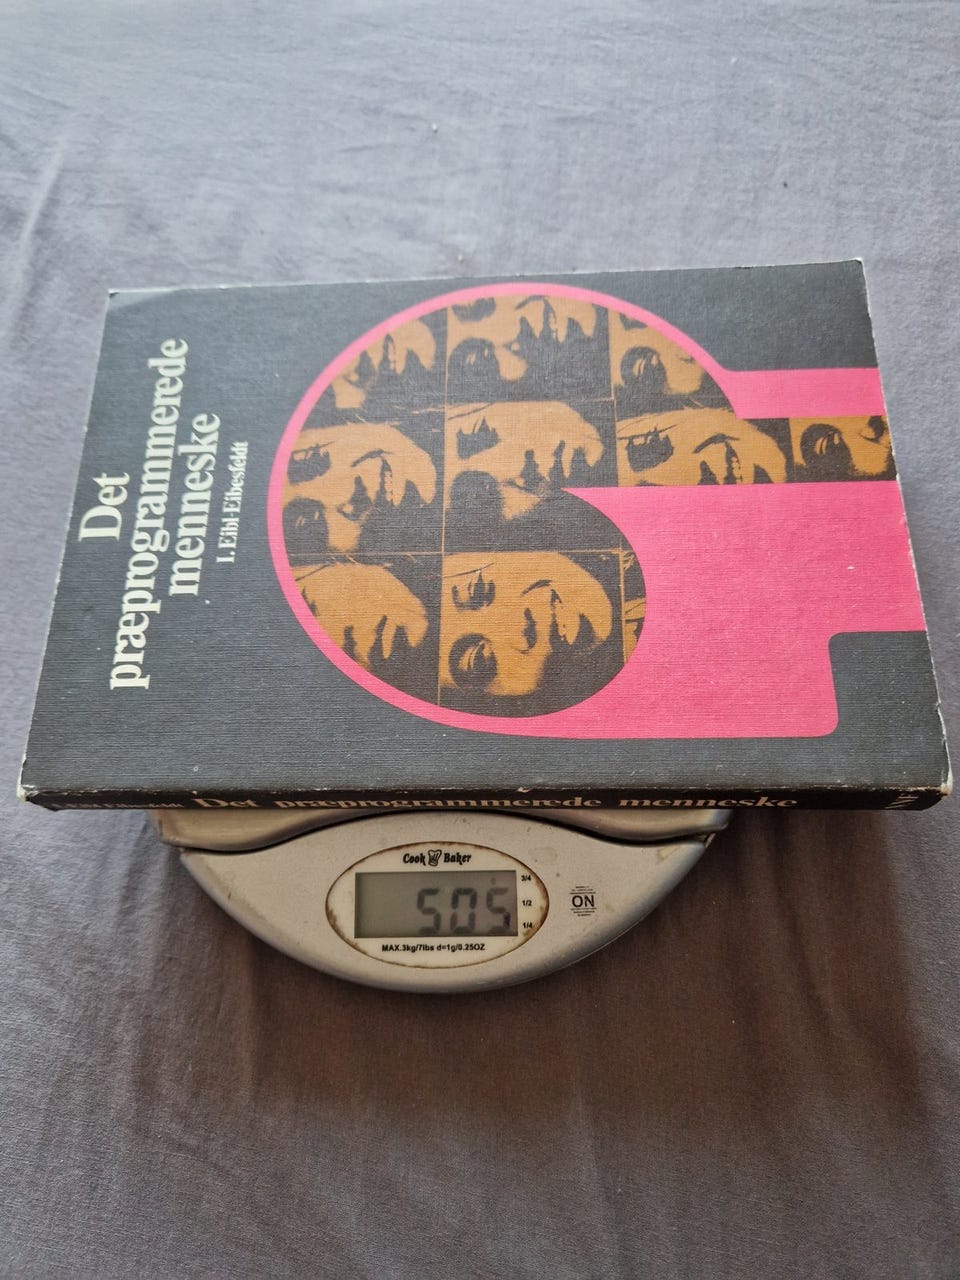 Det
præprogrammerede
menneske
I. Eibl-Eibesfeldt
Det præprogrammerede menneske
Cook Baker
505
3/4
1/2
1/4
MAX.3kg/7lbs d=1g/0.25OZ
ON